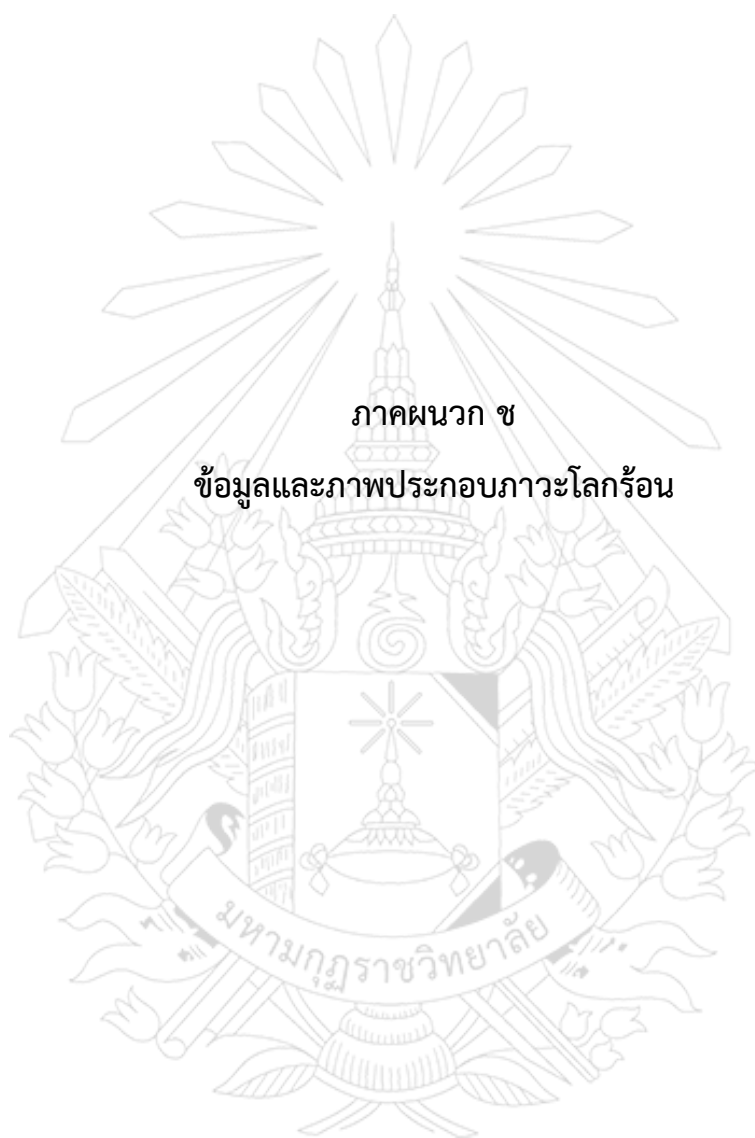 ภาคผนวก ช
ข้อมูลและภาพประกอบภาวะโลกร้อน
มหามกุฏราชวิทยาลัย